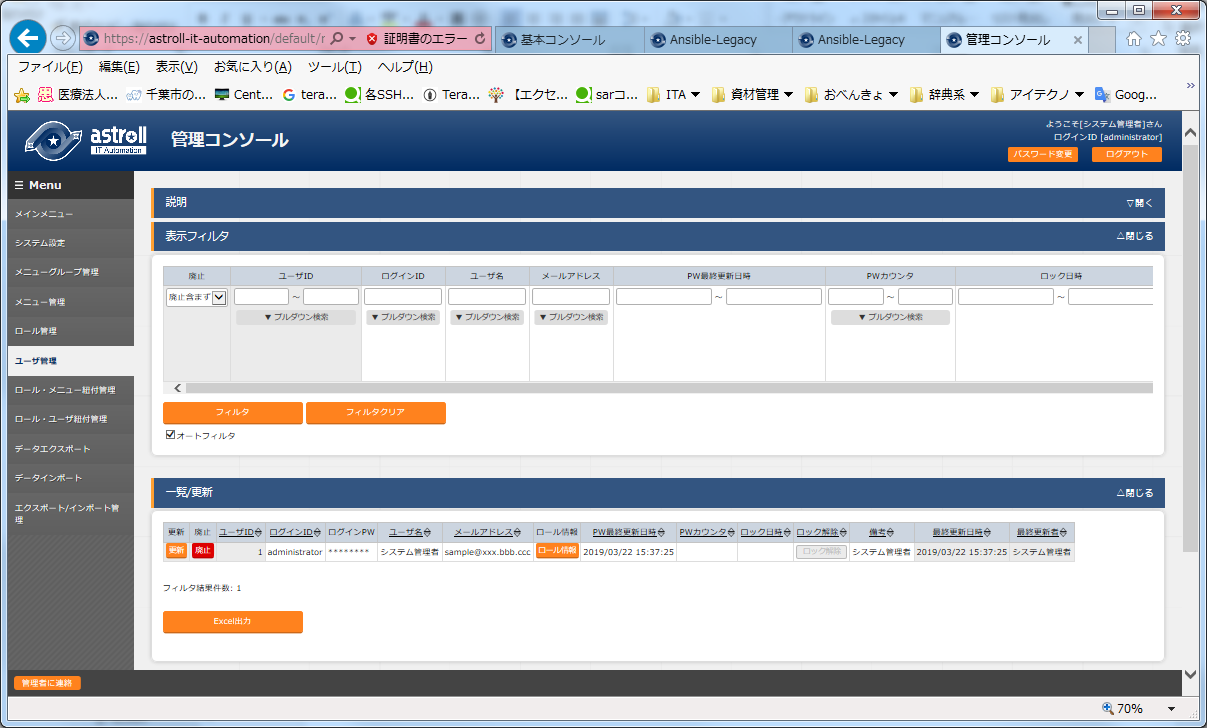 https://astroll-it-automation/default/r
証明書のエラー
基本コンソール
Ansible-Legacy
Ansible-Legacy
管理コンソール
ファイル(F) 編集(E) 表示(V) お気に入り(A) ツール(T) ヘルプ(H)
医療法人... 千葉市の... Cent... tera... 各SSH... Tera... 【エクセ... sarコ... ITA 資材管理 おべんきょ 辞典系 アイテクノ Goog... »
astroll
IT Automation
管理コンソール
ようこそ[システム管理者]さん
ログインID [administrator]
パスワード変更 ログアウト
☰ Menu
メインメニュー
システム設定
メニューグループ管理
メニュー管理
ロール管理
ユーザ管理
ロール・メニュー紐付管理
ロール・ユーザ紐付管理
データエクスポート
データインポート
エクスポート/インポート管
理
説明 ▽開く
表示フィルタ △閉じる
廃止 ユーザID ログインID ユーザ名 メールアドレス PW最終更新日時 PWカウンタ ロック日時
廃止含まず ～ ～ ～ ～
▼プルダウン検索 ▼プルダウン検索 ▼プルダウン検索 ▼プルダウン検索 ▼プルダウン検索
フィルタ フィルタクリア
オートフィルタ
一覧/更新 △閉じる
更新 廃止 ユーザID ログインID ログインPW ユーザ名 メールアドレス ロール情報 PW最終更新日時 PWカウンタ ロック日時 ロック解除 備考 最終更新日時 最終更新者
更新 廃止 1 administrator ******** システム管理者 sample@xxx.bbb.ccc ロール情報 2019/03/22 15:37:25 ロック解除 システム管理者 2019/03/22 15:37:25 システム管理者
フィルタ結果件数: 1
Excel出力
管理者に連絡
70%